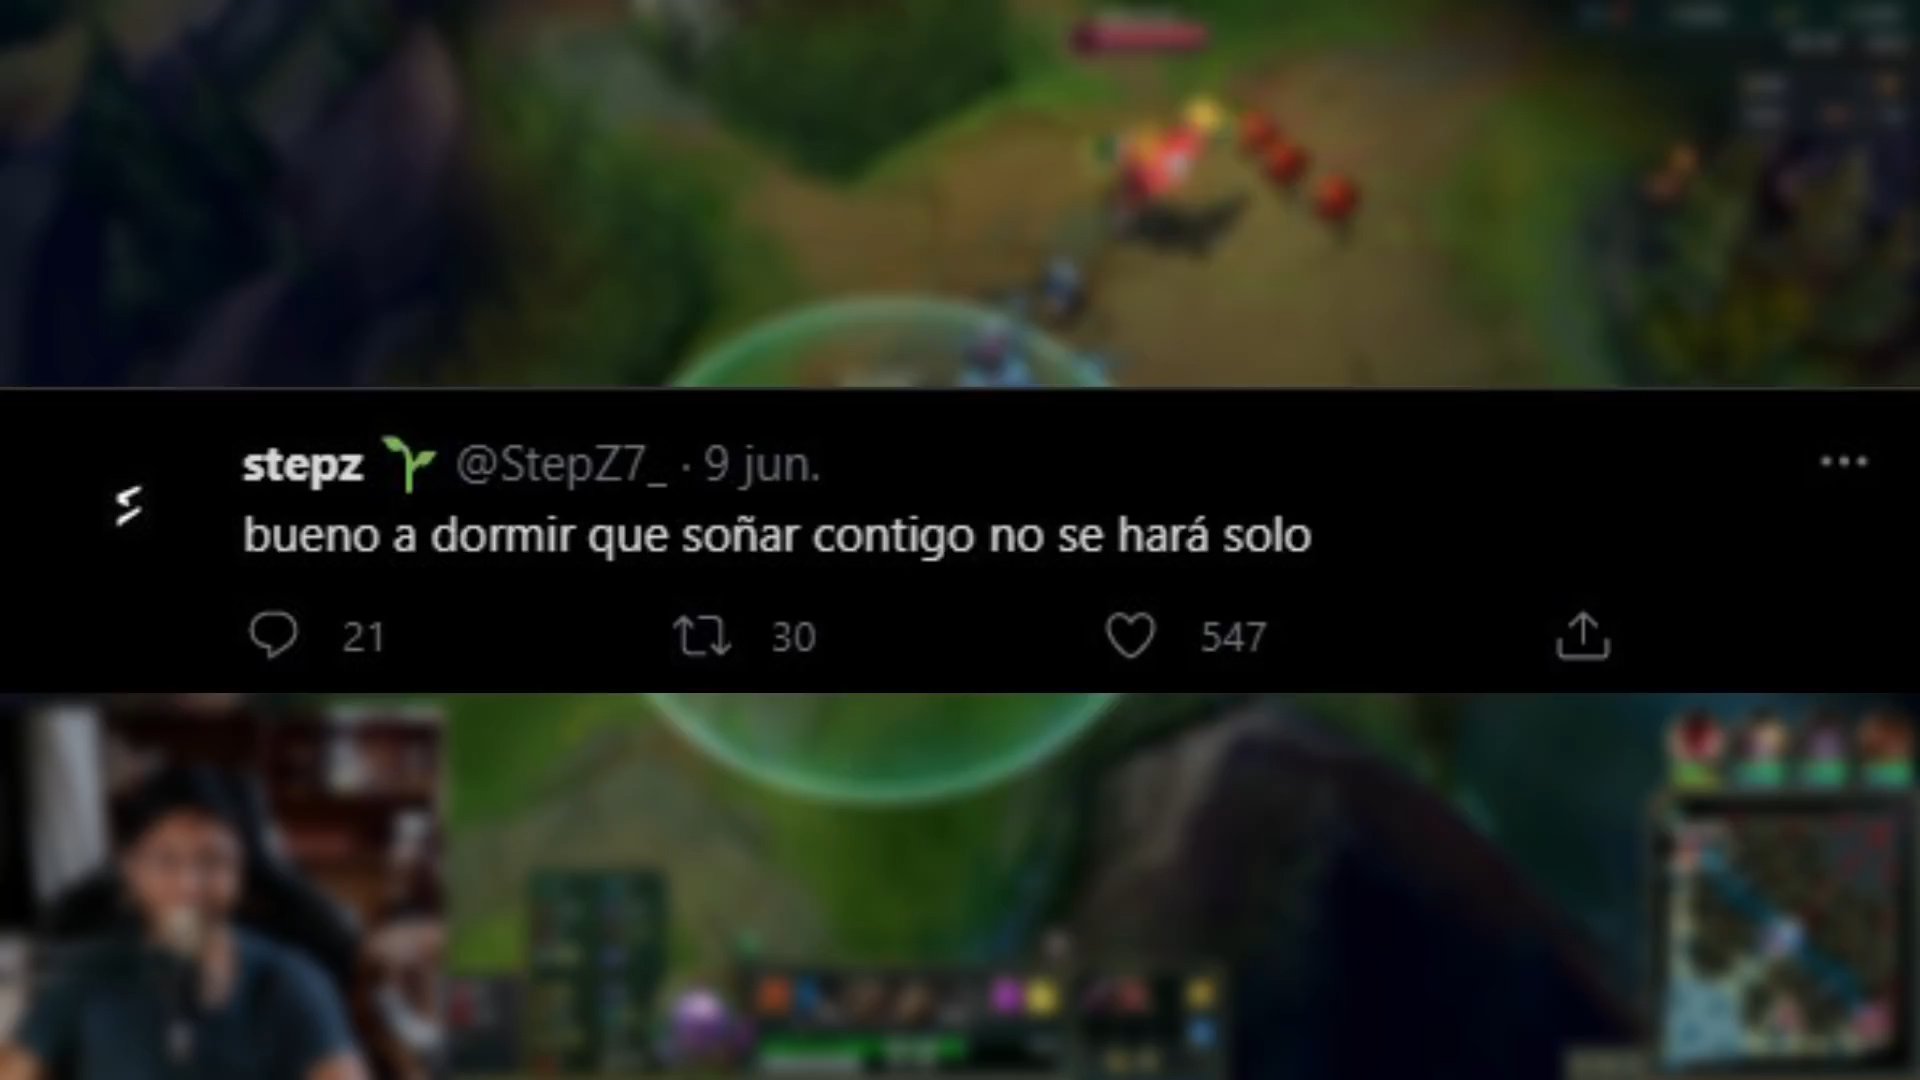 stepz 🌱 @StepZ7_ · 9 jun.
bueno a dormir que soñar contigo no se hará solo
21 30 547